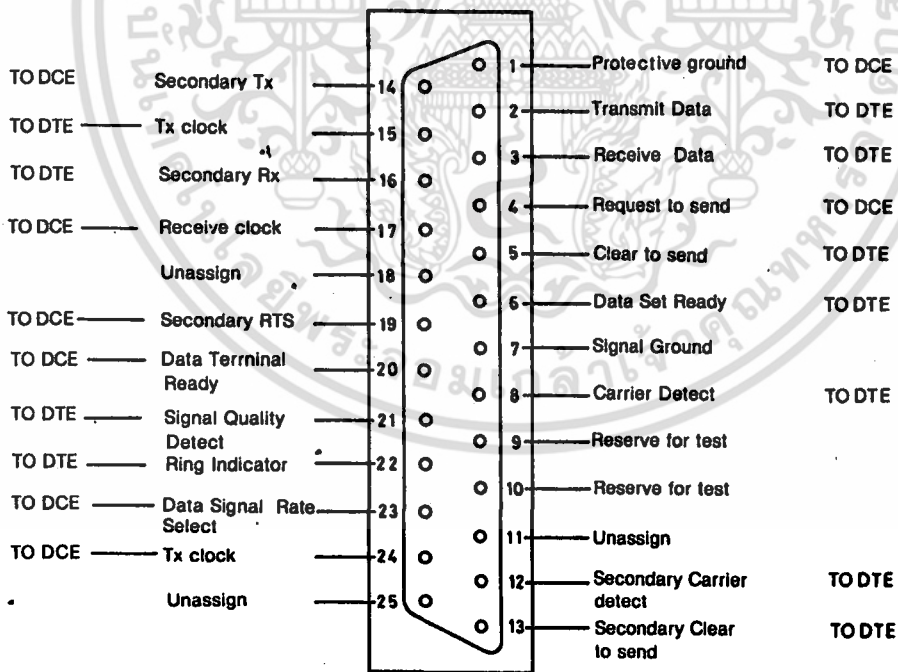 TO DCE Secondary Tx 14
TO DTE Tx clock 15
TO DTE Secondary Rx 16
TO DCE Receive clock 17
Unassign 18
TO DCE Secondary RTS 19
TO DCE Data Terrninal
Ready 20
TO DTE Signal Quality
Detect 21
TO DTE Ring Indicator 22
TO DCE Data Signal Rate
Select 23
TO DCE Tx clock 24
Unassign 25
1 Protective ground TO DCE
2 Transmit Data TO DTE
3 Receive Data TO DTE
4 Request to send TO DCE
5 Clear to send TO DTE
6 Data Set Ready TO DTE
7 Signal Ground
8 Carrier Detect TO DTE
9 Reserve for test
10 Reserve for test
11 Unassign
12 Secondary Carrier
detect TO DTE
13 Secondary Clear
to send TO DTE